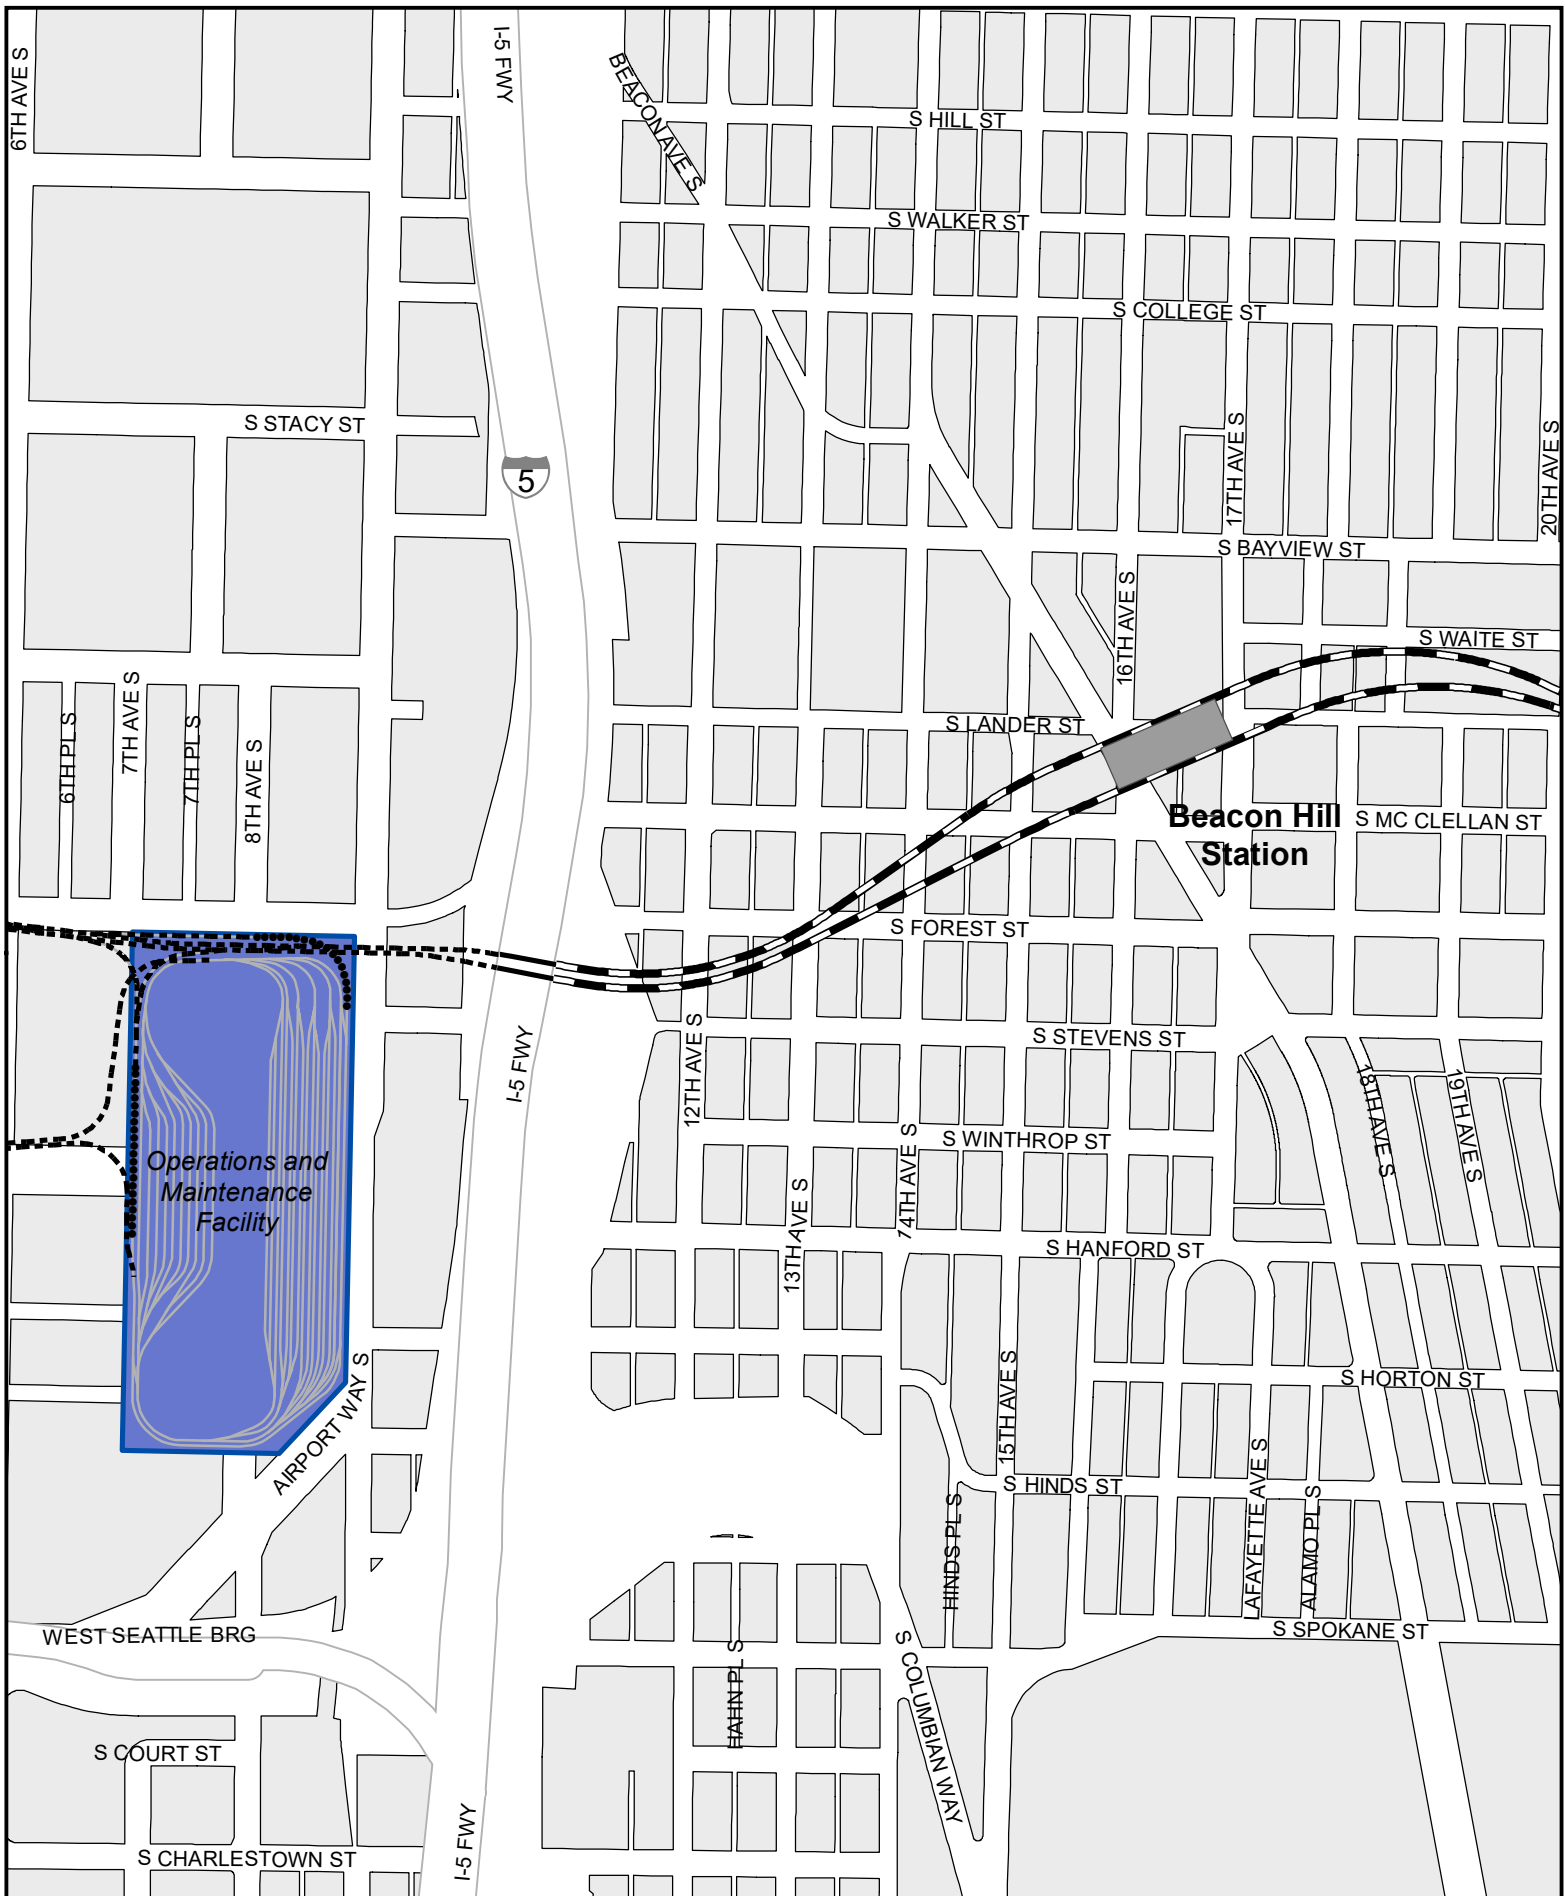 6TH AVE S
I-5 FWY
BEACON AVE S
S HILL ST
S WALKER ST
S COLLEGE ST
S STACY ST
5
17TH AVE S
20TH AVE S
S BAYVIEW ST
16TH AVE S
S WAITE ST
S LANDER ST
6TH PL S
7TH AVE S
7TH PL S
8TH AVE S
Beacon Hill
Station
S MC CLELLAN ST
S FOREST ST
12TH AVE S
I-5 FWY
S STEVENS ST
18TH AVE S
19TH AVE S
S WINTHROP ST
14TH AVE S
13TH AVE S
Operations and
Maintenance
Facility
S HANFORD ST
AIRPORT WAY S
15TH AVE S
S HORTON ST
S HINDS ST
HINDS PL S
LAFAYETTE AVE S
ALAMO PL S
WEST SEATTLE BRG
S SPOKANE ST
HAHN PL S
S COLUMBIAN WAY
S COURT ST
I-5 FWY
S CHARLESTOWN ST